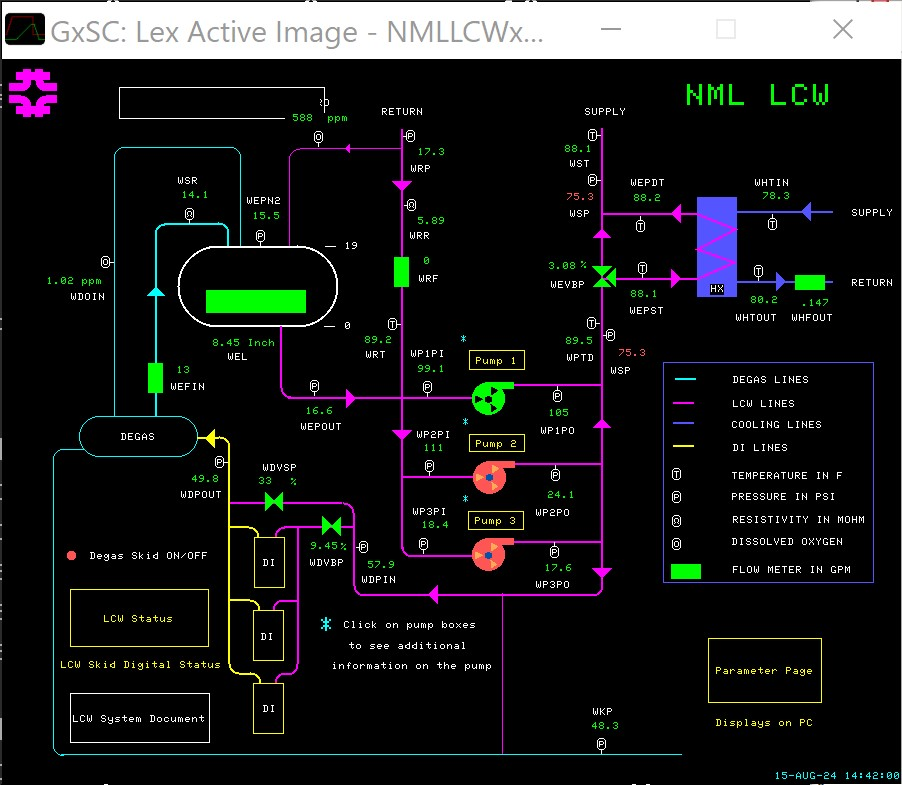 GxSC: Lex Active Image - NMLLCWx...
NML LCW
588 ppm
RETURN
SUPPLY
P
17.3
WRP
T
88.1
WST
P
75.3
WSP
WSR
14.1
WEPN2
15.5
5.89
WRR
WEPDT
88.2
WHTIN
78.3
SUPPLY
19
0
WRF
3.08 %
WEVBP
1.02 ppm
WDOIN
HX
88.1
WEPST
80.2
WHTOUT
.147
WHFOUT
RETURN
0
8.45 Inch
WEL
89.2
WRT
89.5
WPTD
75.3
WSP
*
WP1PI
99.1
Pump 1
13
WEFIN
16.6
WEPOUT
105
WP1PO
DEGAS LINES
LCW LINES
COOLING LINES
DI LINES
T TEMPERATURE IN F
P PRESSURE IN PSI
Ω RESISTIVITY IN MOHM
O DISSOLVED OXYGEN
FLOW METER IN GPM
DEGAS
*
WP2PI
111
Pump 2
49.8
WDPOUT
WDVSP
33 %
24.1
WP2PO
*
WP3PI
18.4
Pump 3
9.45%
WDVBP
57.9
WDPIN
17.6
WP3PO
Degas Skid ON/OFF
DI
LCW Status
LCW Skid Digital Status
DI
* Click on pump boxes
to see additional
information on the pump
LCW System Document
DI
WKP
48.3
P
Parameter Page
Displays on PC
15-AUG-24 14:42:00